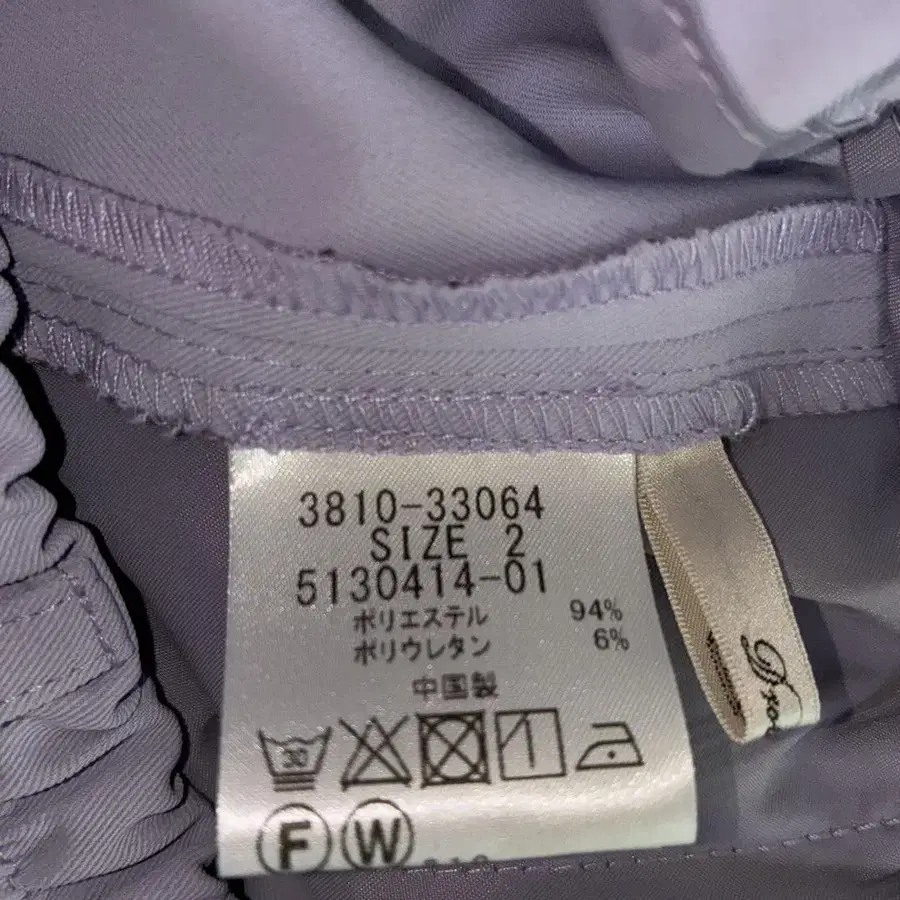 3810-33064
SIZE 2
5130414-01
ポリエステル 94%
ポリウレタン 6%
中国製
30
F W